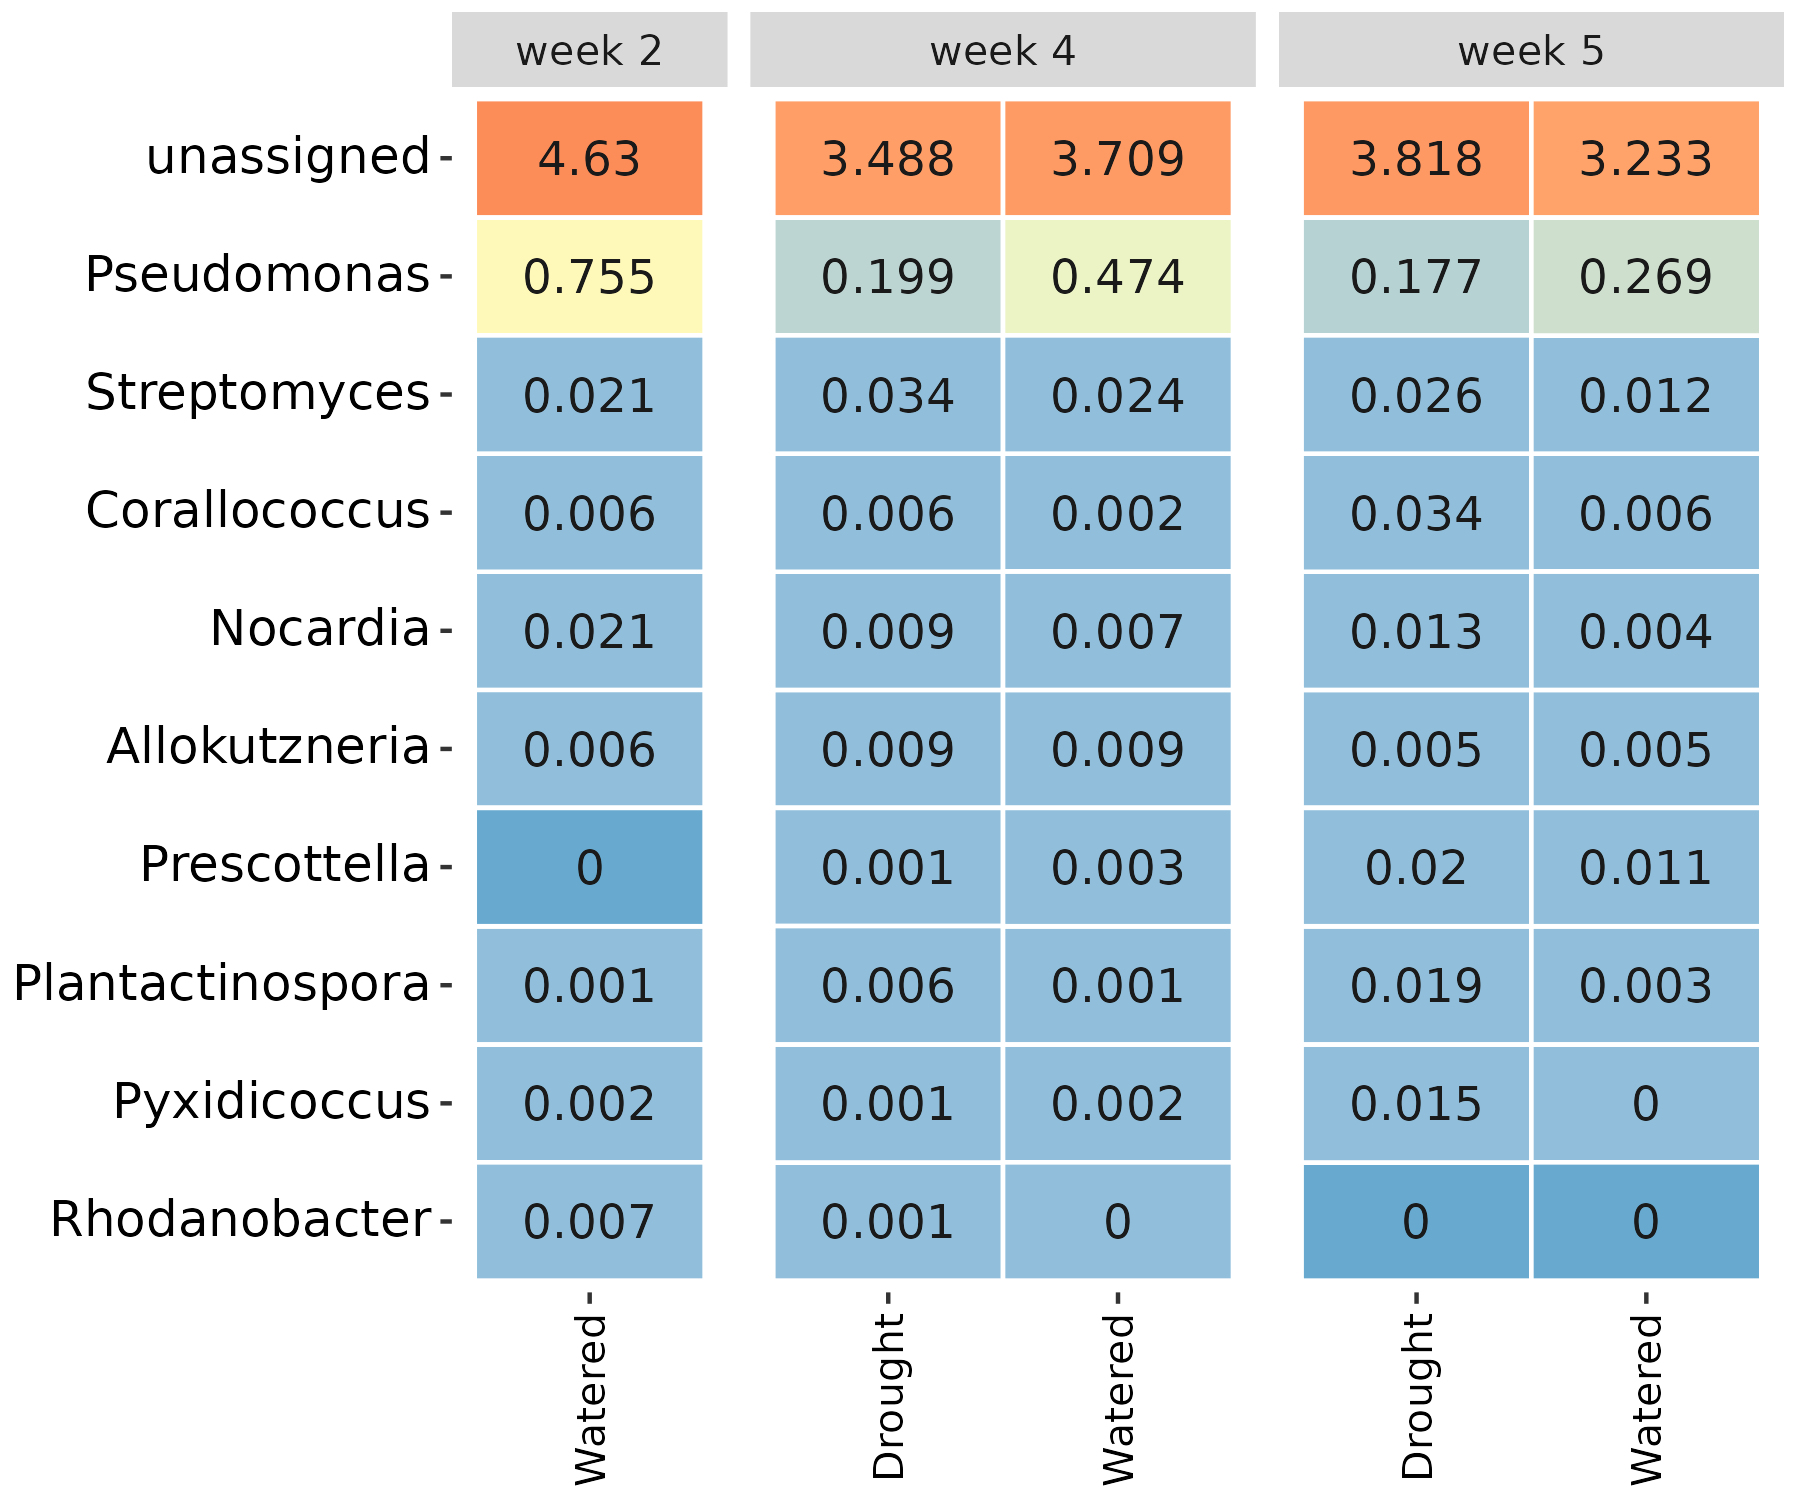 week 2 week 4 week 5
unassigned 4.63 3.488 3.709 3.818 3.233
Pseudomonas 0.755 0.199 0.474 0.177 0.269
Streptomyces 0.021 0.034 0.024 0.026 0.012
Corallococcus 0.006 0.006 0.002 0.034 0.006
Nocardia 0.021 0.009 0.007 0.013 0.004
Allokutzneria 0.006 0.009 0.009 0.005 0.005
Prescottella 0 0.001 0.003 0.02 0.011
Plantactinospora 0.001 0.006 0.001 0.019 0.003
Pyxidicoccus 0.002 0.001 0.002 0.015 0
Rhodanobacter 0.007 0.001 0 0 0
Watered Drought Watered Drought Watered